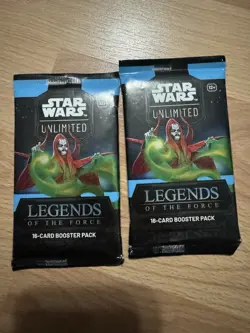 STAR
WARS
UNLIMITED
LEGENDS
OF THE FORCE
16-CARD BOOSTER PACK
STAR
WARS
12+
UNLIMITED
LEGENDS
OF THE FORCE
16-CARD BOOSTER PACK